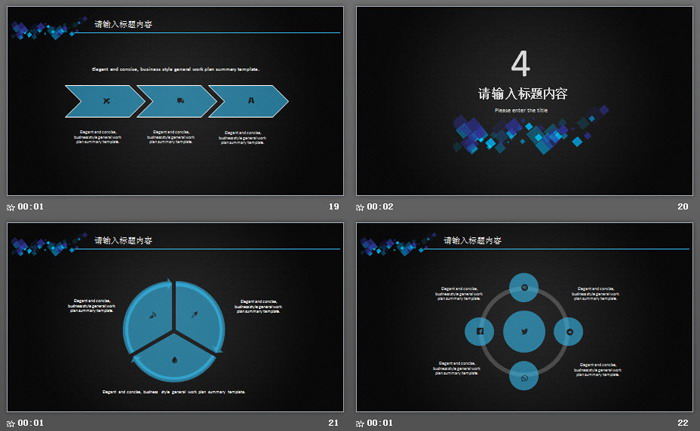 请输入标题内容
Elegant and concise, business style general work plan summary template.
Elegant and concise,
business style general work
plan summary template.
Elegant and concise,
business style general work
plan summary template.
Elegant and concise,
business style general work
plan summary template.
00:01
19
4
请输入标题内容
Please enter the title
00:02
20
请输入标题内容
Elegant and concise,
business style general work
plan summary template.
Elegant and concise,
business style general work
plan summary template.
Elegant and concise, business style general work plan summary template.
00:01
21
请输入标题内容
Elegant and concise,
business style general work
plan summary template.
Elegant and concise,
business style general work
plan summary template.
Elegant and concise,
business style general work
plan summary template.
Elegant and concise,
business style general work
plan summary template.
00:01
22